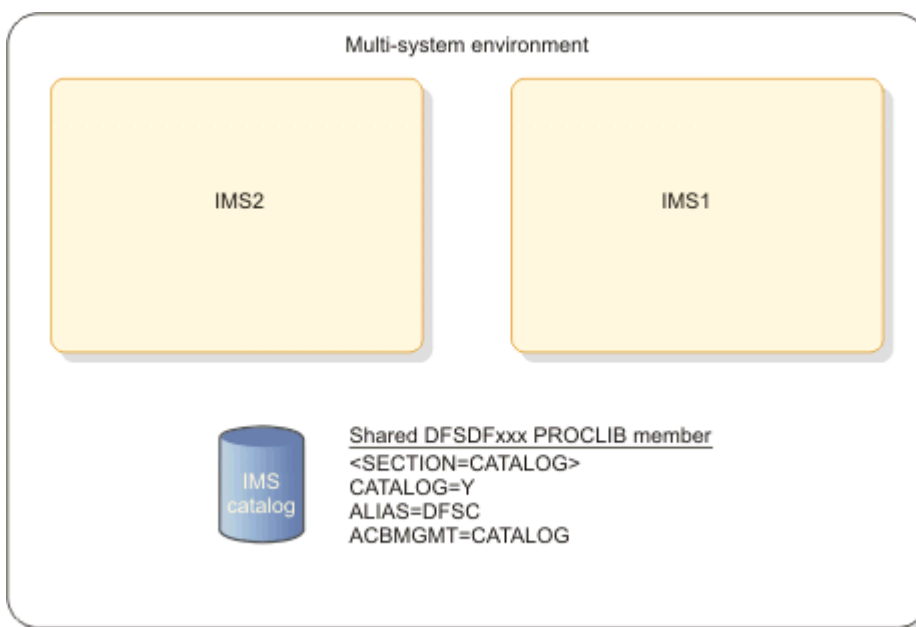 Multi-system environment
IMS2
IMS1
IMS
catalog
Shared DFSDFxxx PROCLIB member
<SECTION=CATALOG>
CATALOG=Y
ALIAS=DFSC
ACBMGMT=CATALOG